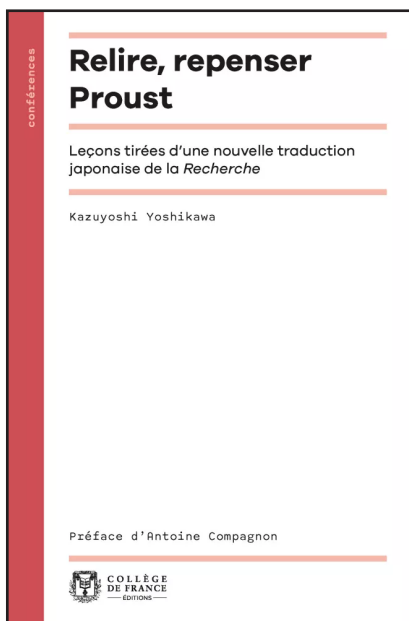 conférences
Relire, repenser
Proust
Leçons tirées d'une nouvelle traduction
japonaise de la Recherche
Kazuyoshi Yoshikawa
Préface d'Antoine Compagnon
COLLÈGE
DE FRANCE
ÉDITIONS